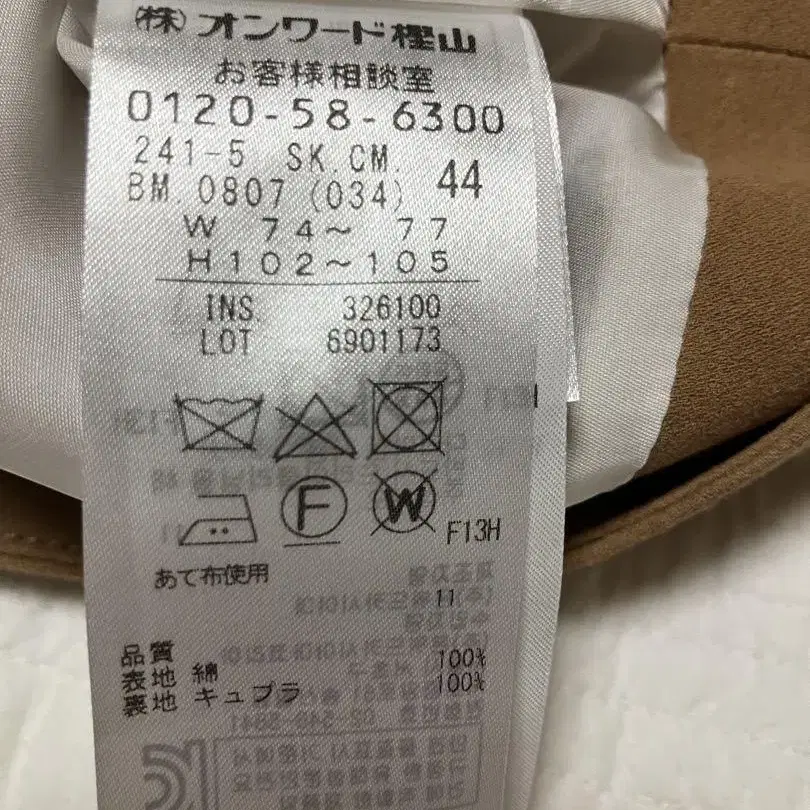 ㈱ オンワード樫山
お客様相談室
0120-58-6300
241-5 SK.CM.
BM.0807 (034) 44
W 74～ 77
H102～105
INS. 326100
LOT 6901173
F
W
F13H
あて布使用
11
品質
表地 綿 100%
裏地 キュプラ 100%